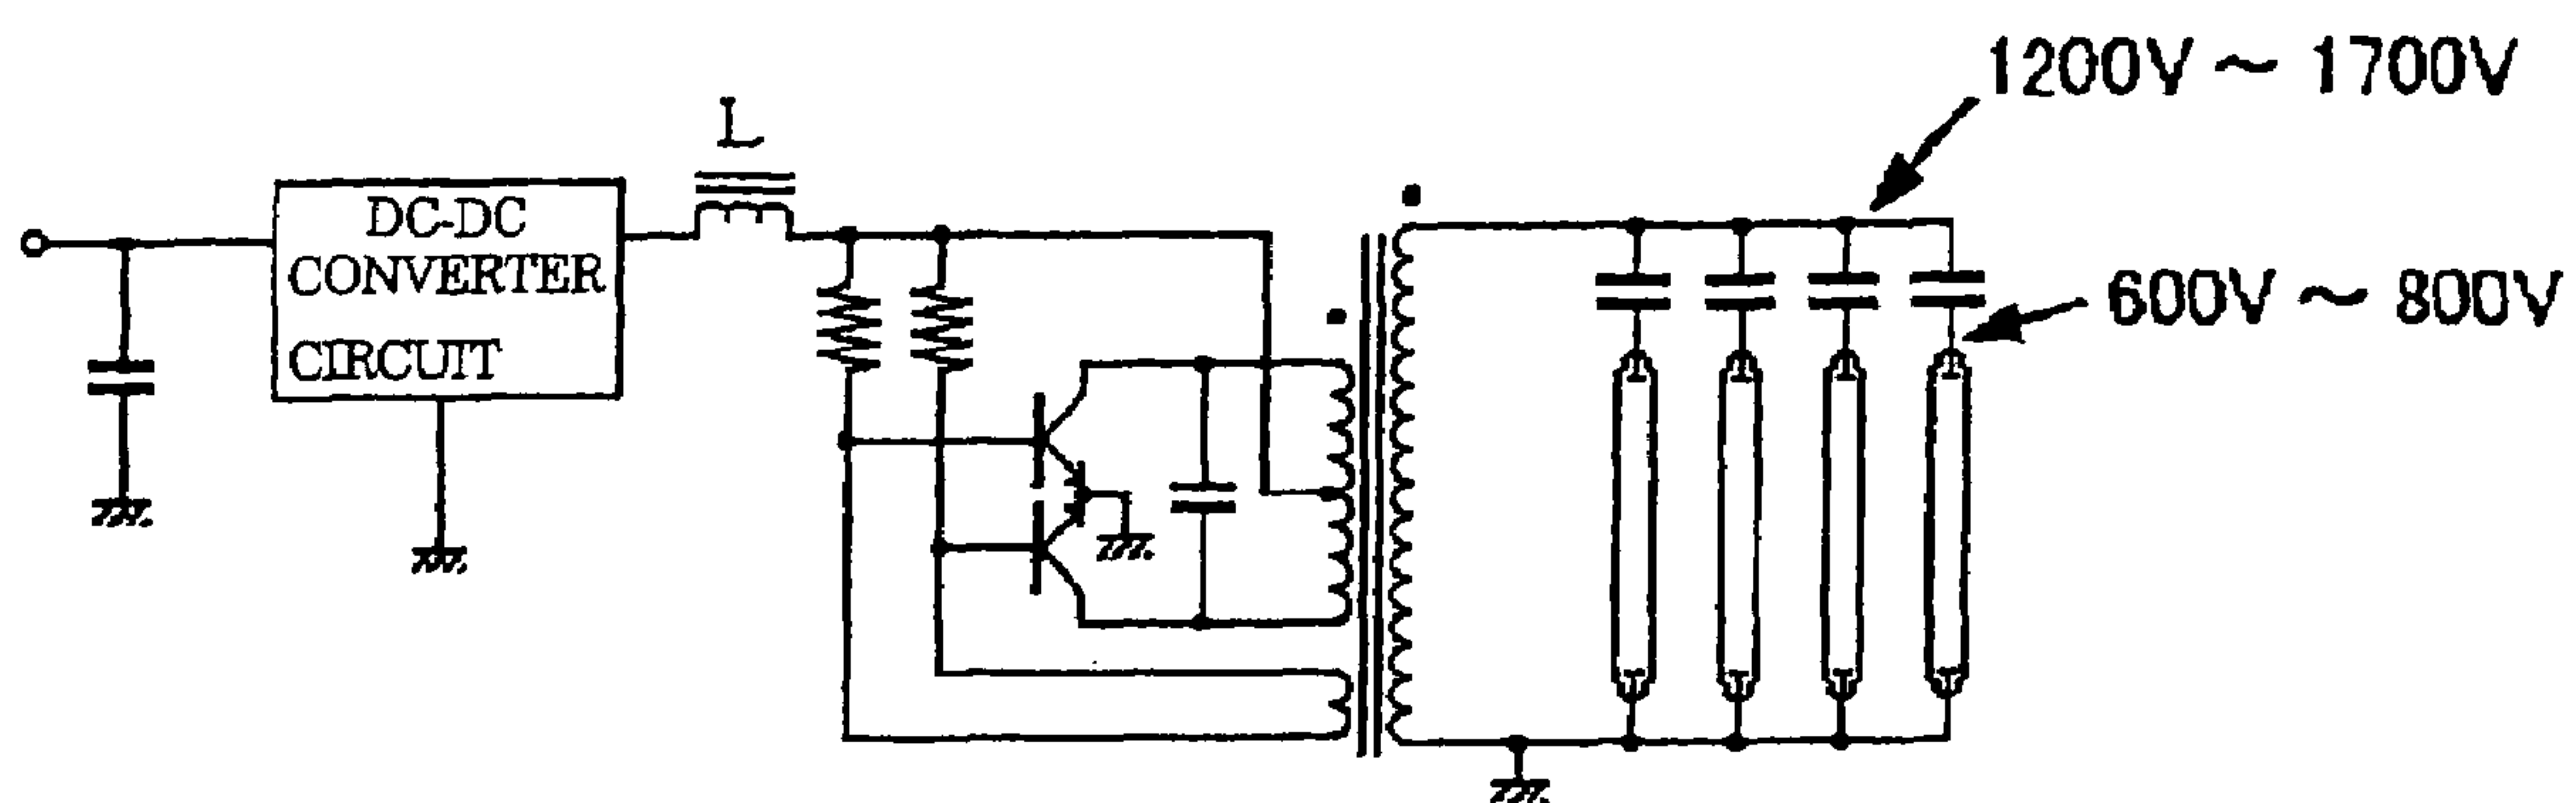 1200V ~ 1700V
L
DC-DC
CONVERTER
CIRCUIT
600V ~ 800V